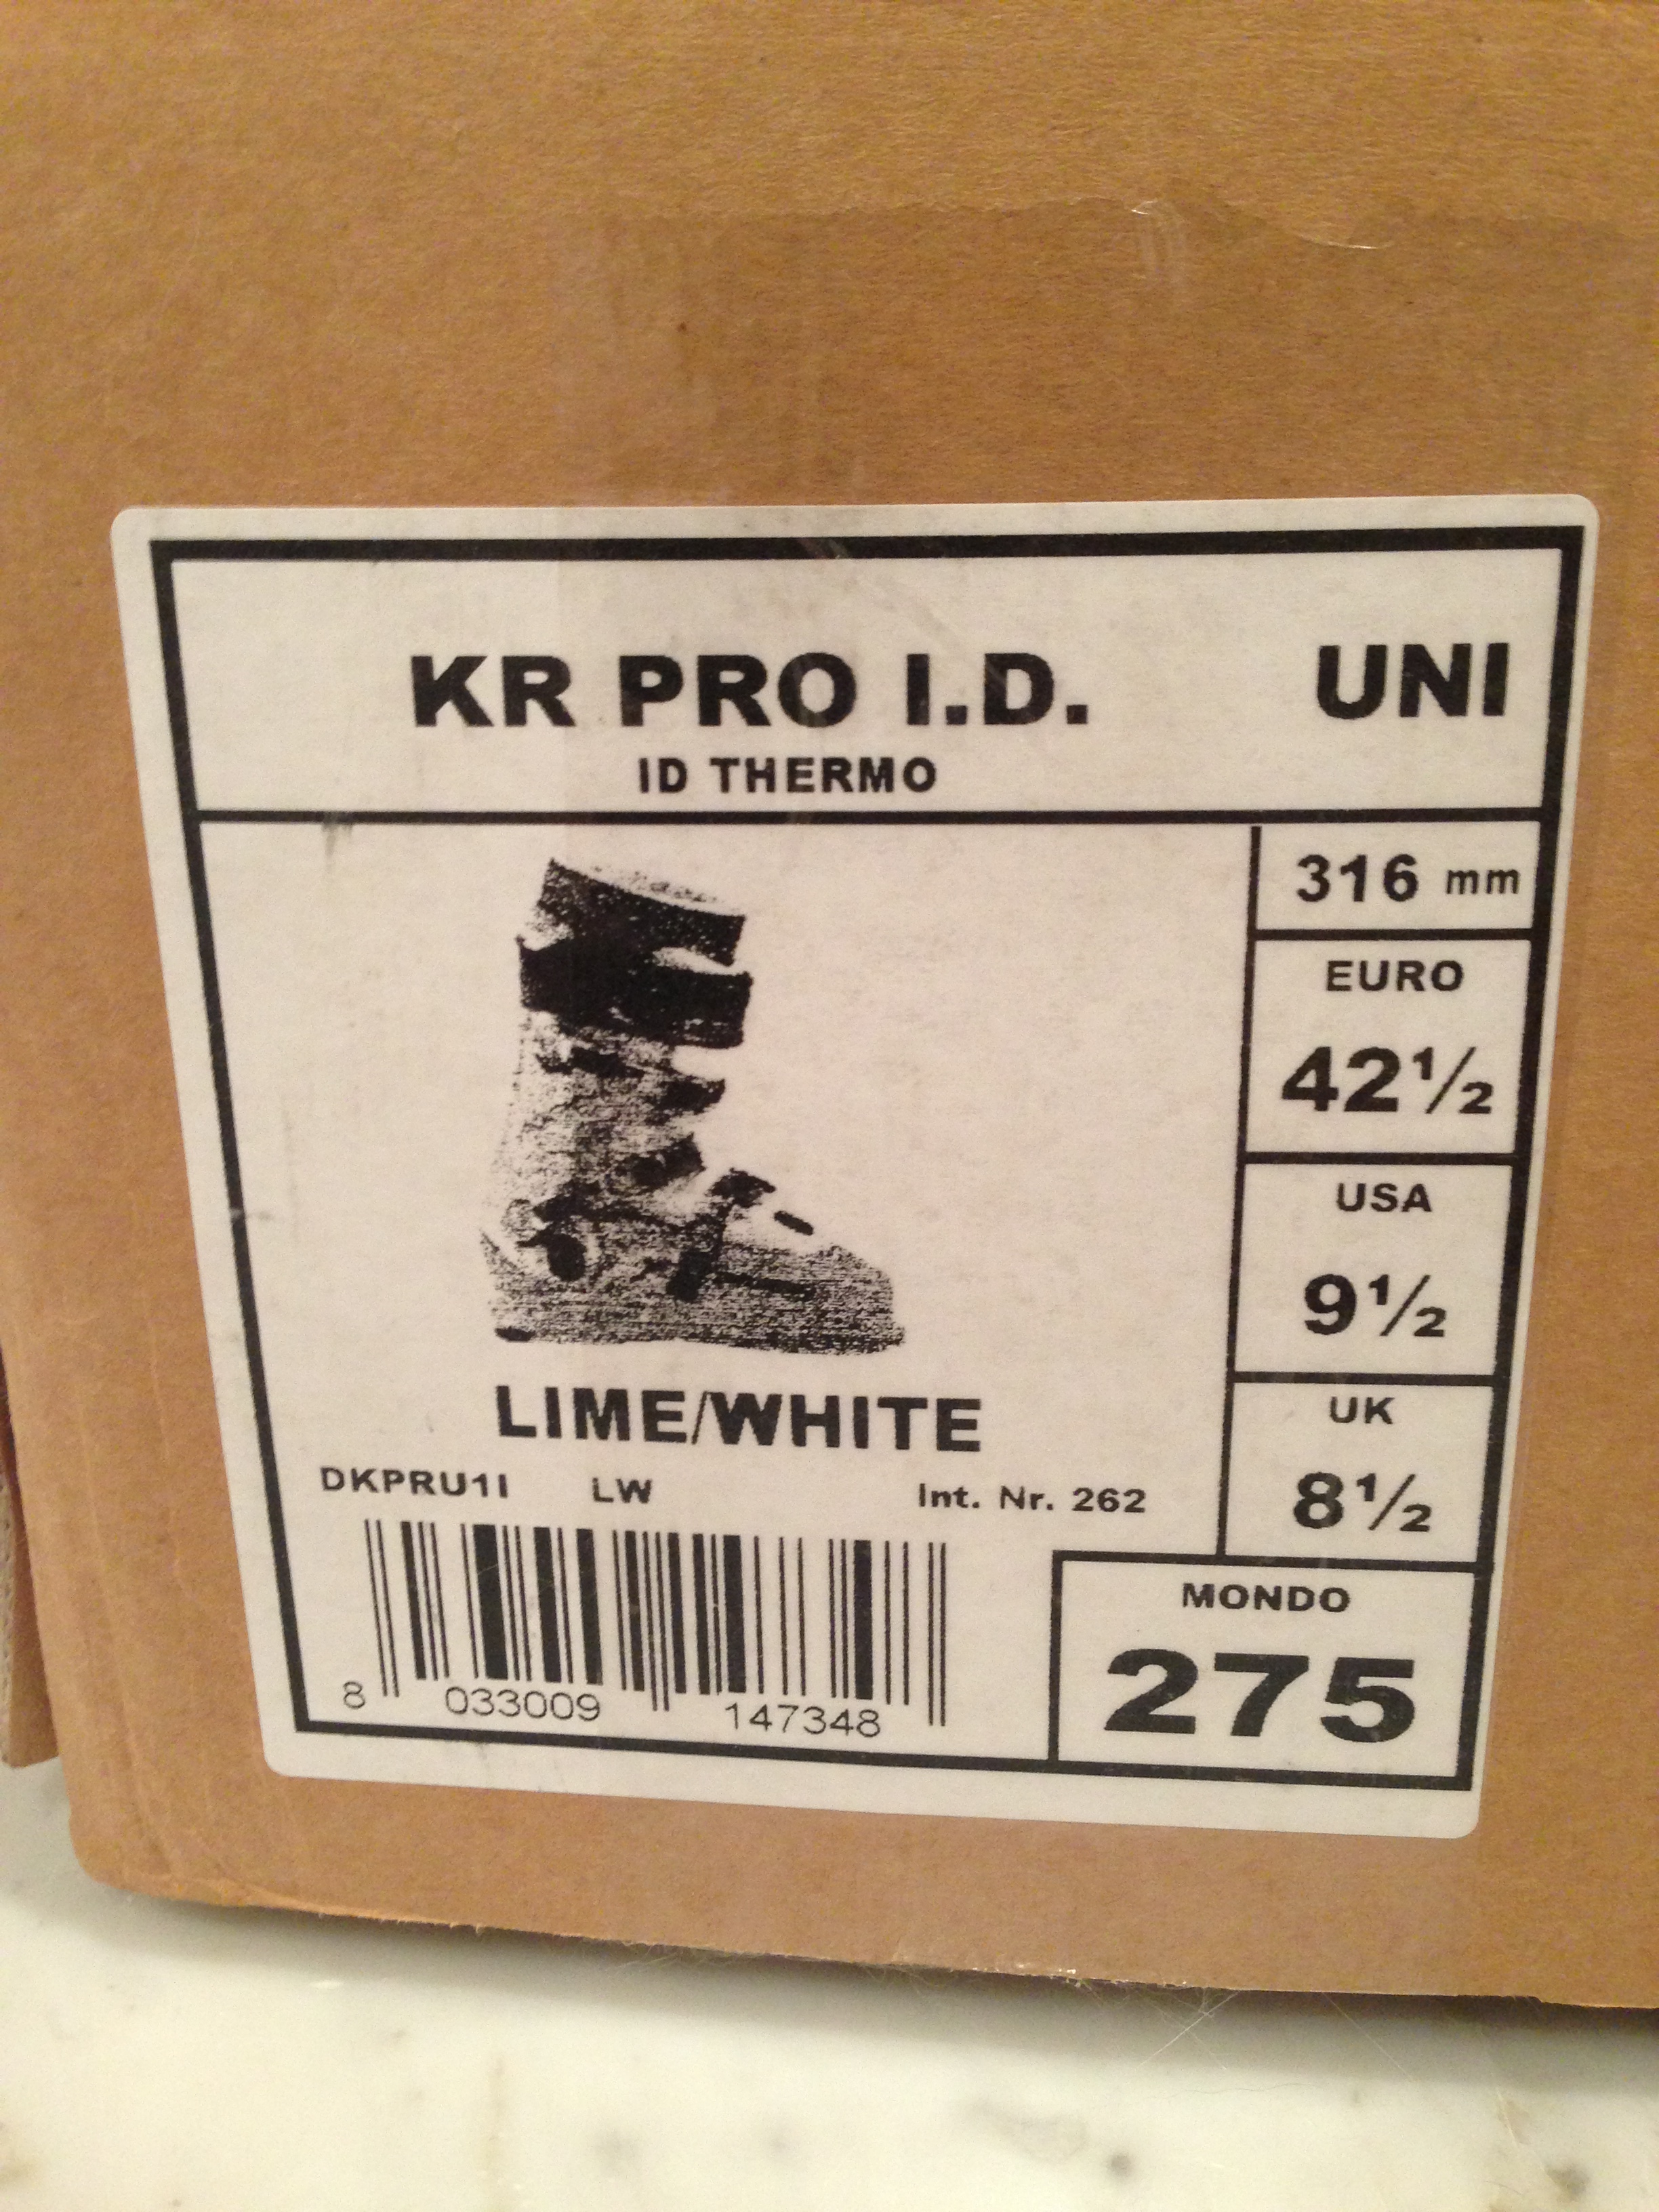 KR PRO I.D. UNI
ID THERMO
316 mm
EURO
42½
USA
9½
UK
8½
LIME/WHITE
DKPRU1I LW Int. Nr. 262
8 033009 147348
MONDO
275